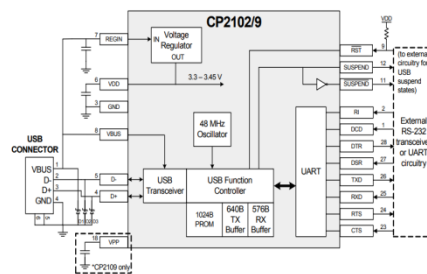 CP2102/9
7
REGIN
IN
Voltage
Regulator
OUT
3.3 – 3.45 V
6
VDD
3
GND
8
VBUS
48 MHz
Oscillator
USB
CONNECTOR
VBUS
D-
D+
GND
1
2
3
4
5
D-
4
D+
USB
Transceiver
USB Function
Controller
1024B
PROM
640B
TX
Buffer
576B
RX
Buffer
UART
18
VPP
*CP2109 only
VDD
RST
9
SUSPEND
12
SUSPEND
11
(to external
circuitry for
USB
suspend
states)
RI
2
DCD
1
DTR
28
DSR
27
TXD
26
RXD
25
RTS
24
CTS
23
External
RS-232
transceiver
or UART
circuitry